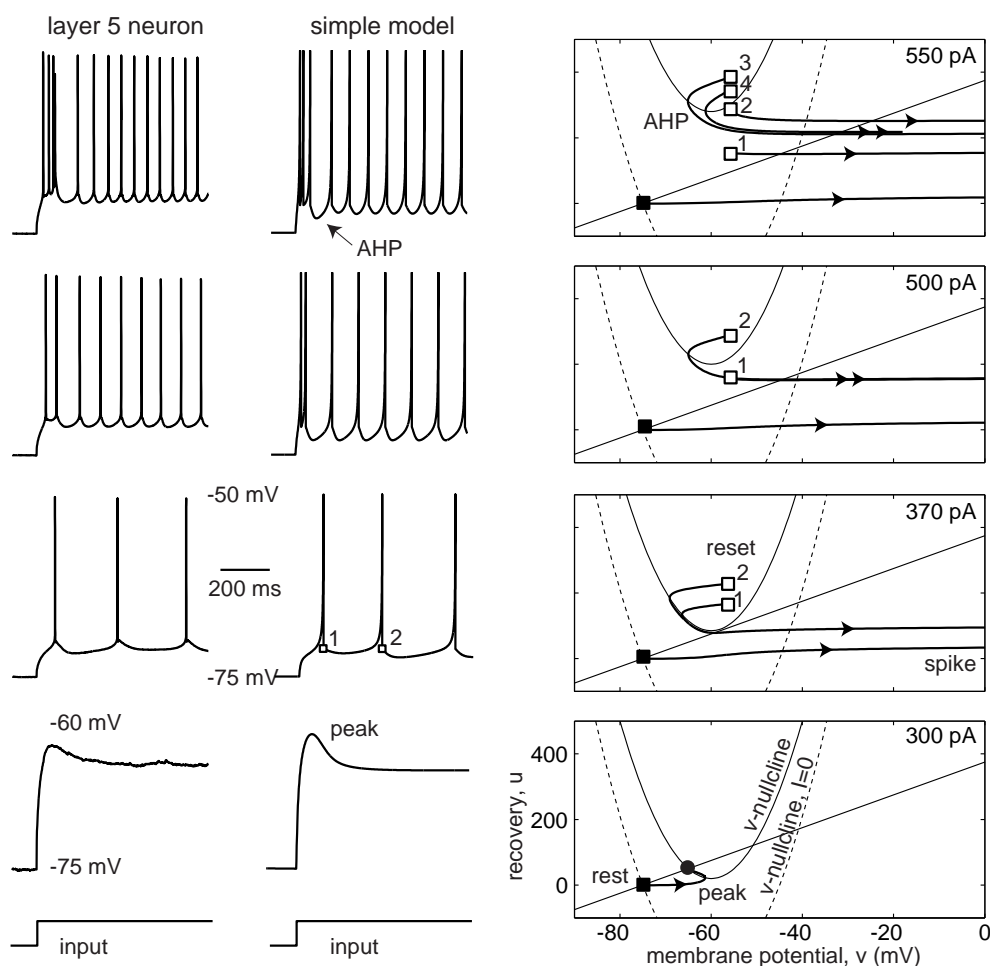 layer 5 neuron
simple model
AHP
-50 mV
200 ms
-75 mV
1
2
-60 mV
peak
-75 mV
input
input
550 pA
3
4
2
AHP
1
500 pA
2
1
370 pA
reset
2
1
spike
300 pA
400
200
0
recovery, u
v-nullcline
v-nullcline, I=0
rest
peak
-80
-60
-40
-20
0
membrane potential, v (mV)